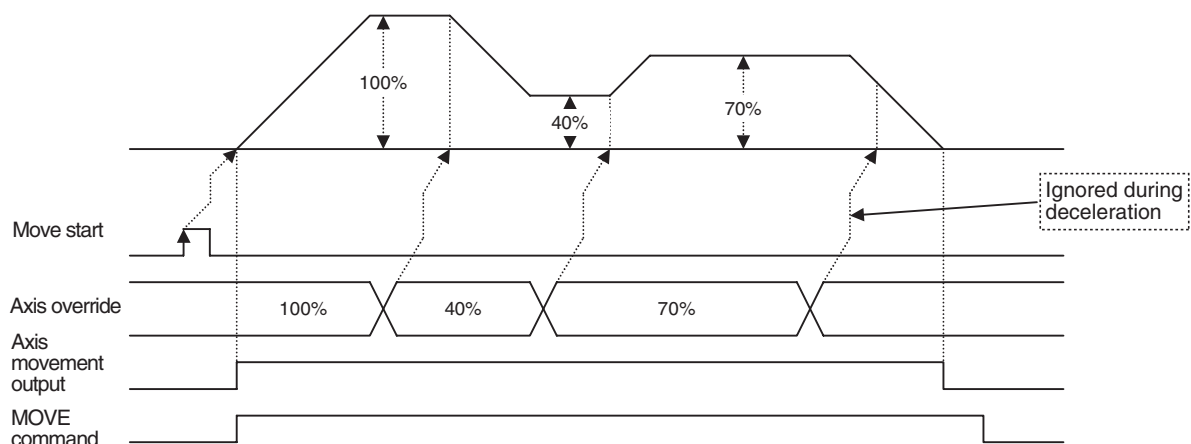 100%
40%
70%
Ignored during
deceleration
Move start
Axis override
100%
40%
70%
Axis
movement
output
MOVE
command